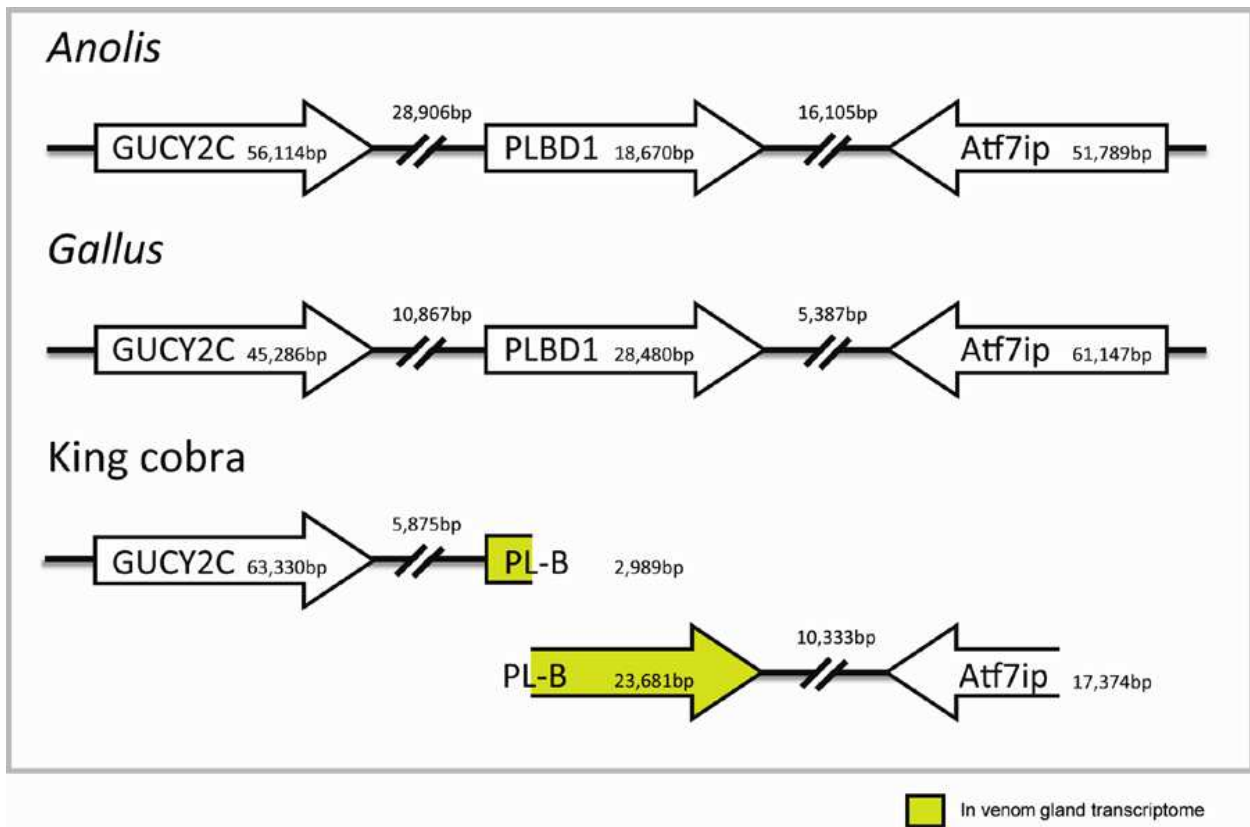 Anolis
28,906bp
16,105bp
GUCY2C 56,114bp
PLBD1 18,670bp
Atf7ip 51,789bp
Gallus
10,867bp
5,387bp
GUCY2C 45,286bp
PLBD1 28,480bp
Atf7ip 61,147bp
King cobra
5,875bp
GUCY2C 63,330bp
PL-B 2,989bp
10,333bp
PL-B 23,681bp
Atf7ip 17,374bp
In venom gland transcriptome